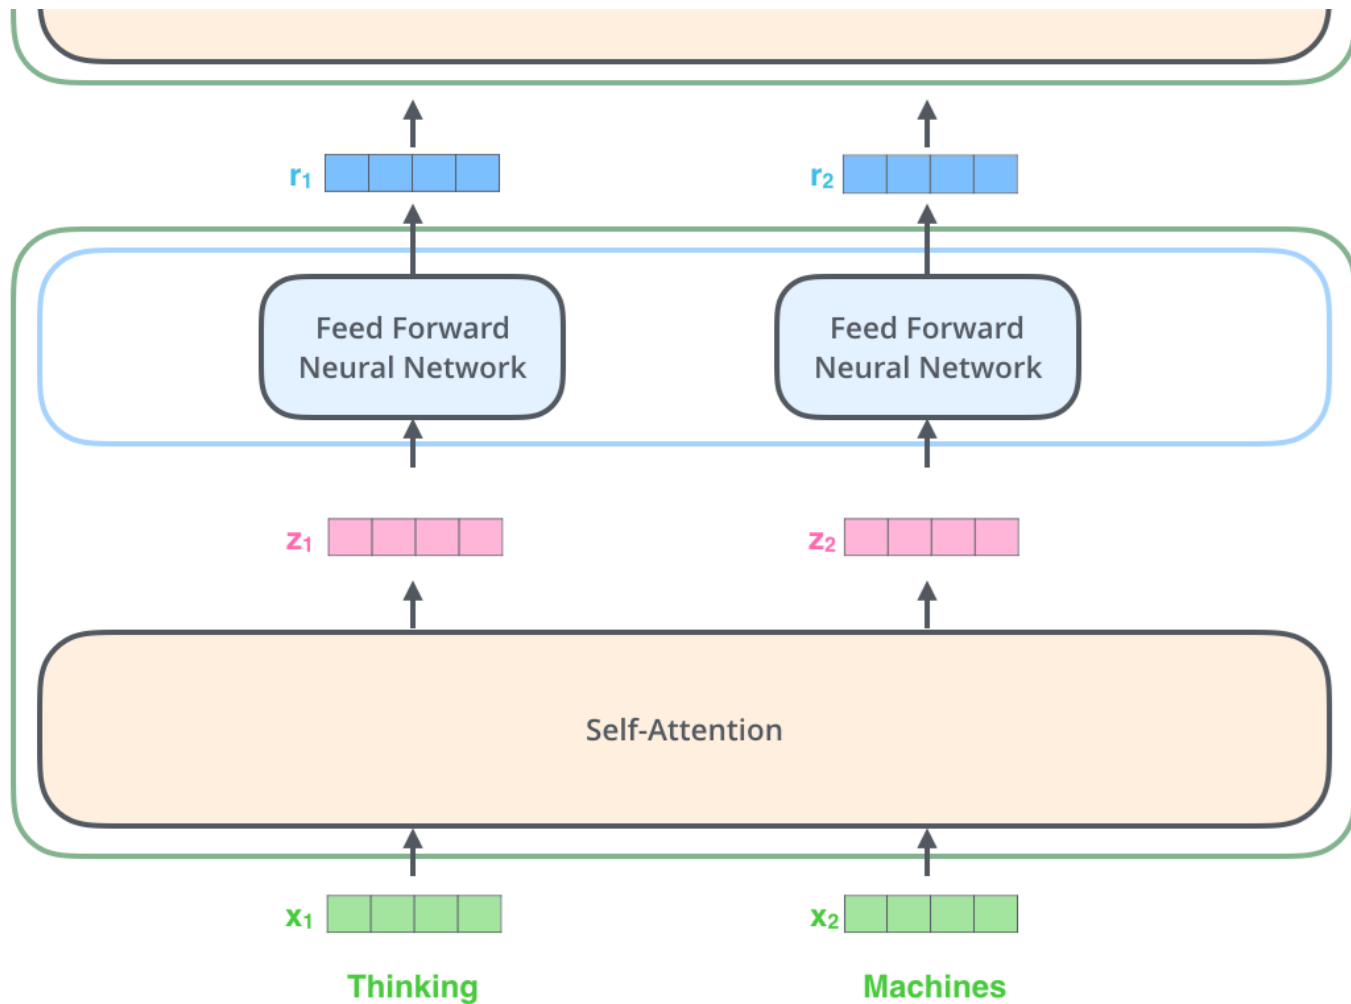 r₁ r₂
Feed Forward Neural Network
Feed Forward Neural Network
z₁ z₂
Self-Attention
x₁ x₂
Thinking Machines